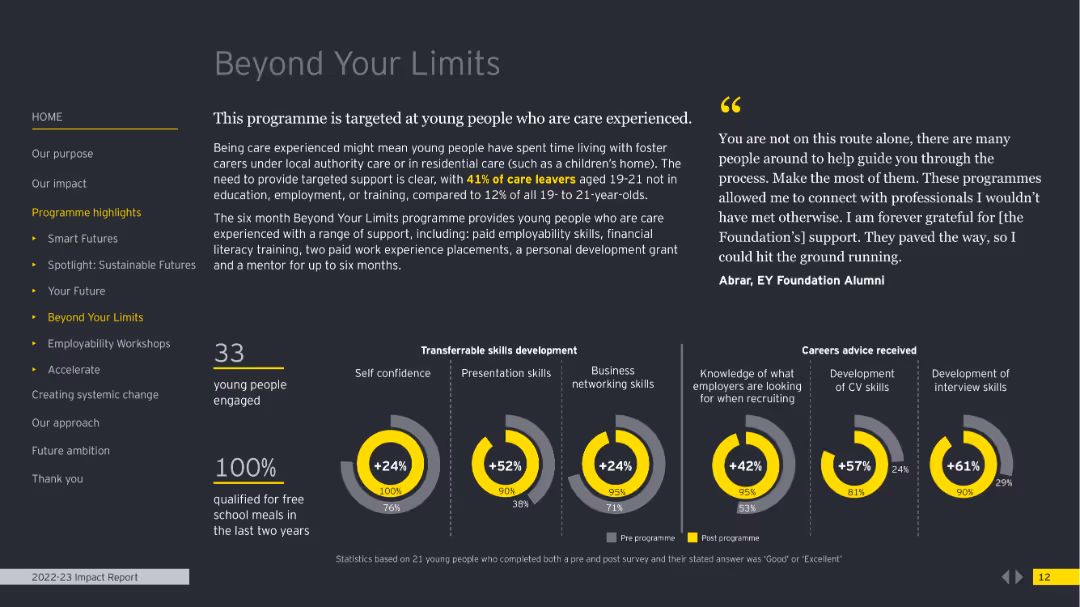 Beyond Your Limits
HOME
Our purpose
Our impact
Programme highlights
Smart Futures
Spotlight: Sustainable Futures
Your Future
Beyond Your Limits
Employability Workshops
Accelerate
Creating systemic change
Our approach
Future ambition
Thank you
This programme is targeted at young people who are care experienced.
Being care experienced might mean young people have spent time living with foster
carers under local authority care or in residential care (such as a children's home). The
need to provide targeted support is clear, with 41% of care leavers aged 19-21 not in
education, employment, or training, compared to 12% of all 19- to 21-year-olds.
The six month Beyond Your Limits programme provides young people who are care
experienced with a range of support, including: paid employability skills, financial
literacy training, two paid work experience placements, a personal development grant
and a mentor for up to six months.
“
You are not on this route alone, there are many
people around to help guide you through the
process. Make the most of them. These programmes
allowed me to connect with professionals I wouldn't
have met otherwise. I am forever grateful for [the
Foundation's] support. They paved the way, so I
could hit the ground running.
Abrar, EY Foundation Alumni
33
young people
engaged
100%
qualified for free
school meals in
the last two years
Transferrable skills development
Self confidence
+24%
100%
76%
Presentation skills
+52%
90%
38%
Business
networking skills
+24%
95%
71%
Careers advice received
Knowledge of what
employers are looking
for when recruiting
+42%
95%
53%
Development
of CV skills
+57%
81%
24%
Development of
interview skills
+61%
90%
29%
Pre programme
Post programme
Statistics based on 21 young people who completed both a pre and post survey and their stated answer was 'Good' or 'Excellent'
2022-23 Impact Report
12